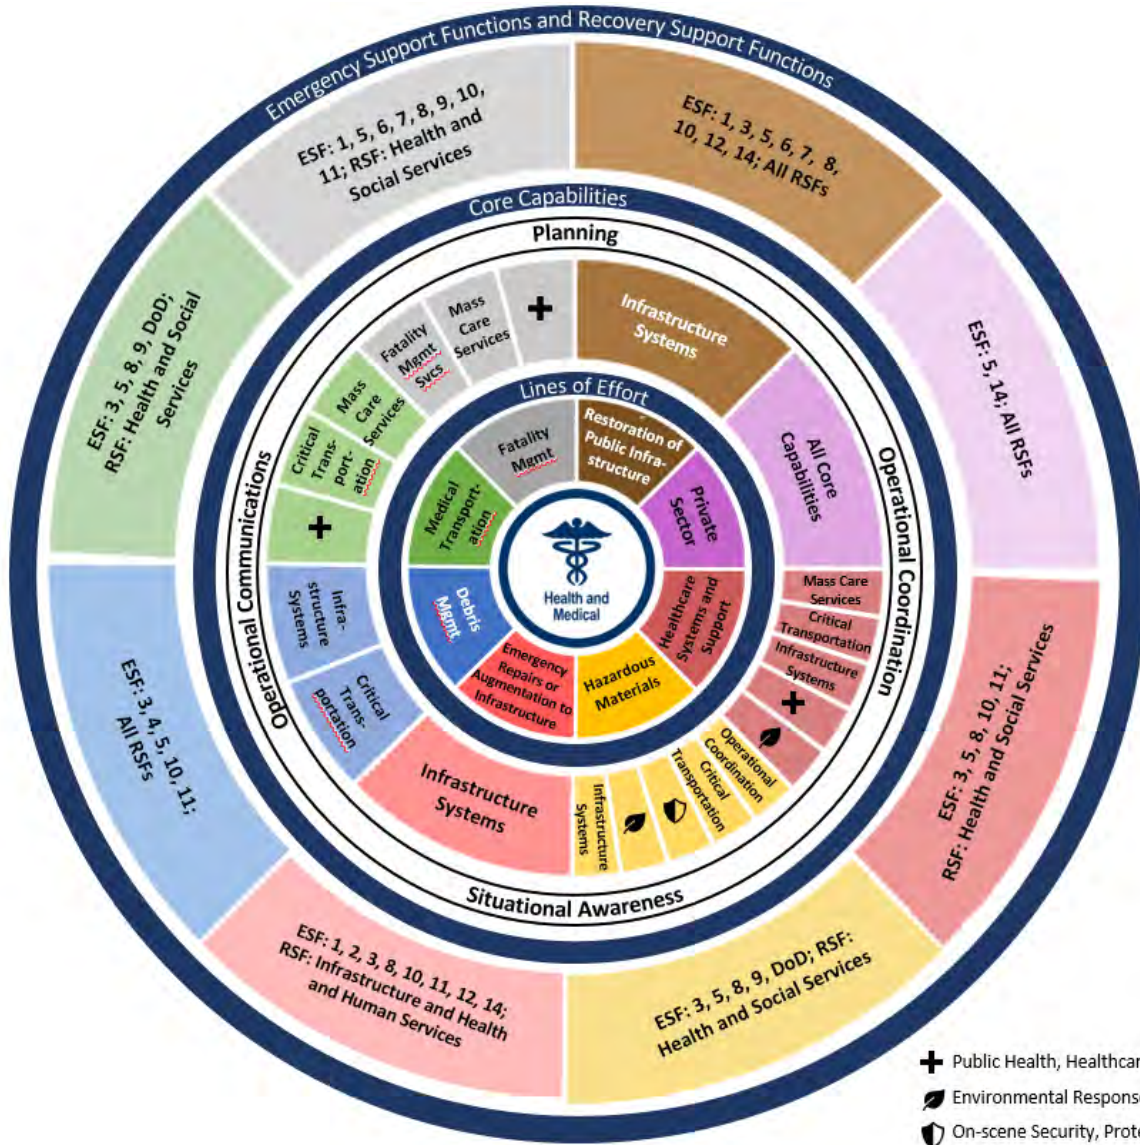 Emergency Support Functions and Recovery Support Functions
ESF: 1, 5, 6, 7, 8, 9, 10,
11; RSF: Health and
Social Services
ESF: 1, 3, 5, 6, 7, 8,
10, 12, 14; All RSFs
ESF: 5, 14; All RSFs
ESF: 3, 5, 8, 10, 11;
RSF: Health and Social Services
ESF: 3, 5, 8, 9, DoD; RSF:
Health and Social Services
ESF: 1, 2, 3, 8, 10, 11, 12, 14;
RSF: Infrastructure and Health
and Human Services
ESF: 3, 4, 5, 10, 11;
All RSFs
ESF: 3, 5, 8, 9, DoD;
RSF: Health and Social
Services
Core Capabilities
Planning
Operational Coordination
Situational Awareness
Operational Communications
Infrastructure
Systems
All Core
Capabilities
Mass Care
Services
Critical
Transportation
Infrastructure
Systems
Operational
Coordination
Critical
Transportation
Infrastructure
Systems
Infrastructure
Systems
Critical
Trans-
portation
Infra-
structure
Systems
Critical
Trans-
port-
ation
Mass
Care
Services
Fatality
Mgmt
Svcs
Mass
Care
Services
Lines of Effort
Fatality
Mgmt
Restoration of
Public Infra-
structure
Private
Sector
Healthcare
Systems and
Support
Hazardous
Materials
Emergency
Repairs or
Augmentation to
Infrastructure
Debris
Mgmt
Medical
Transport-
ation
Health and
Medical
Public Health, Healthcar
Environmental Respons
On-scene Security, Prote